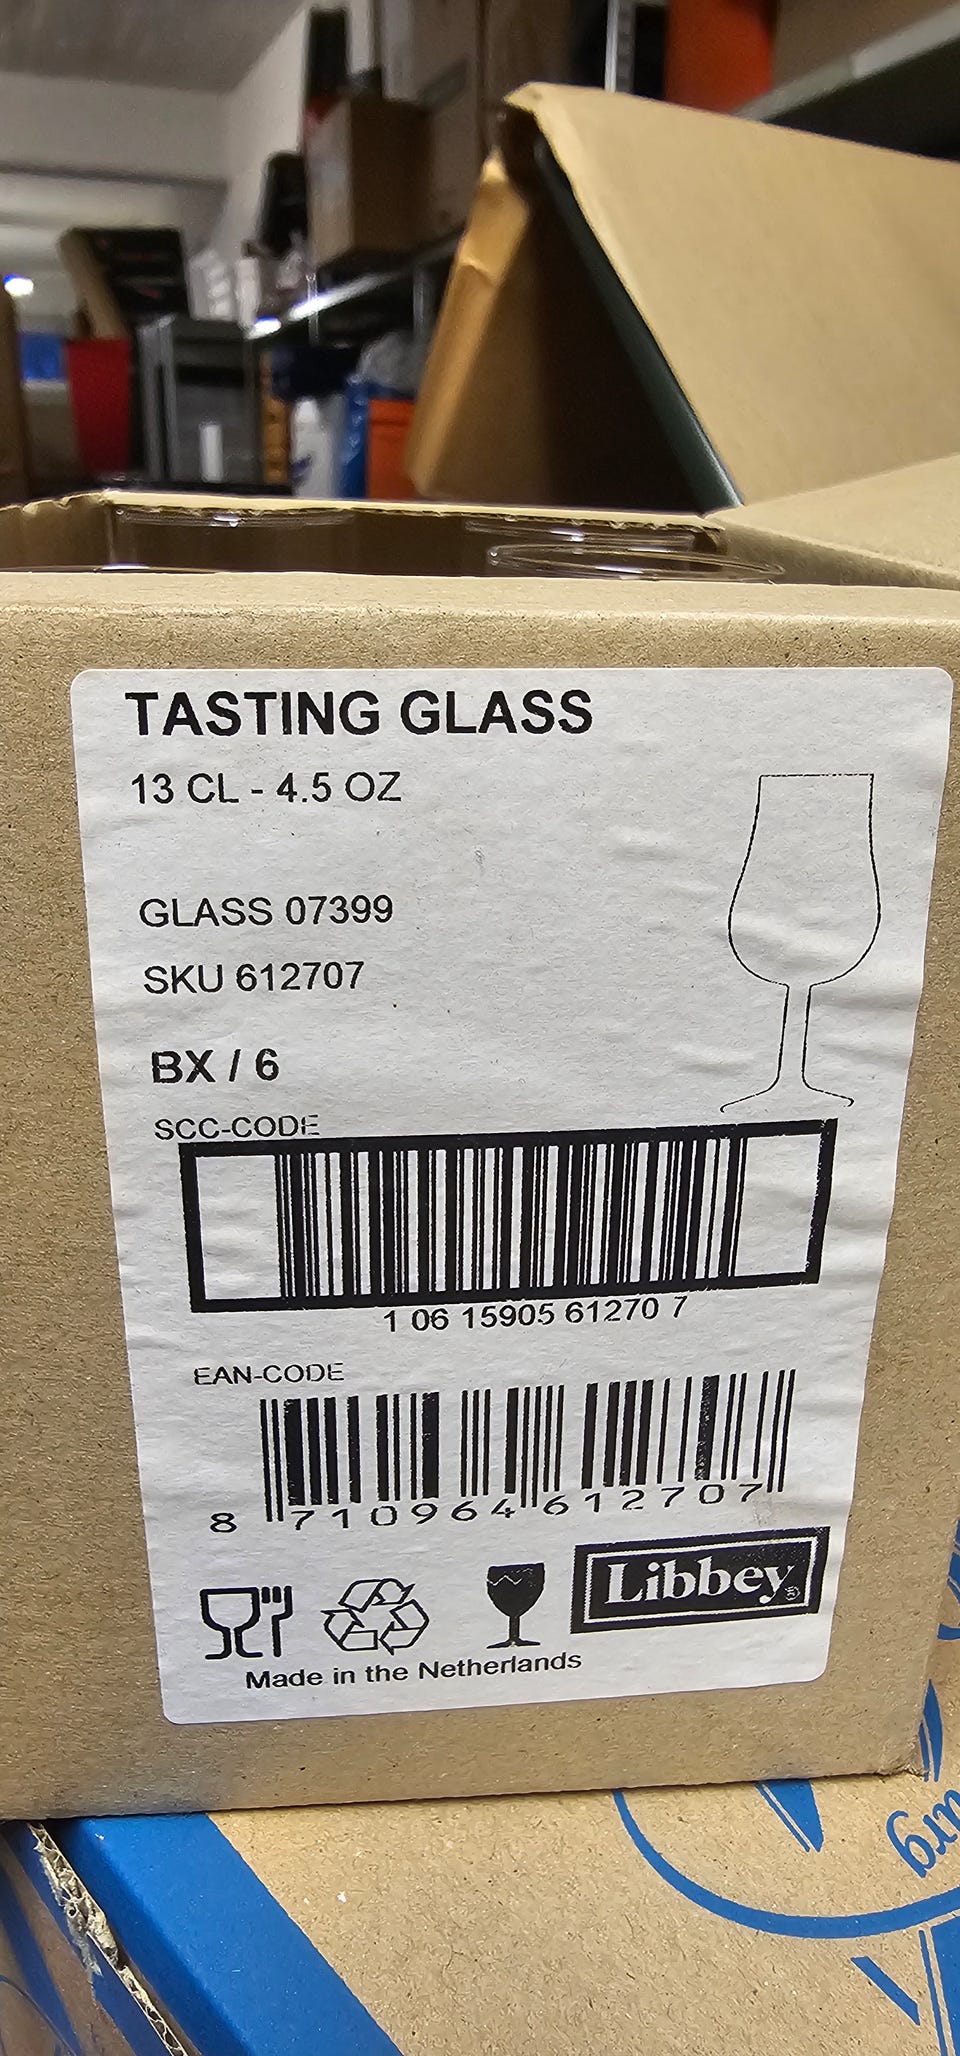 TASTING GLASS
13 CL - 4.5 OZ
GLASS 07399
SKU 612707
BX / 6
SCC-CODE
1 06 15905 61270 7
EAN-CODE
8 710964 612707
Libbey®
Made in the Netherlands